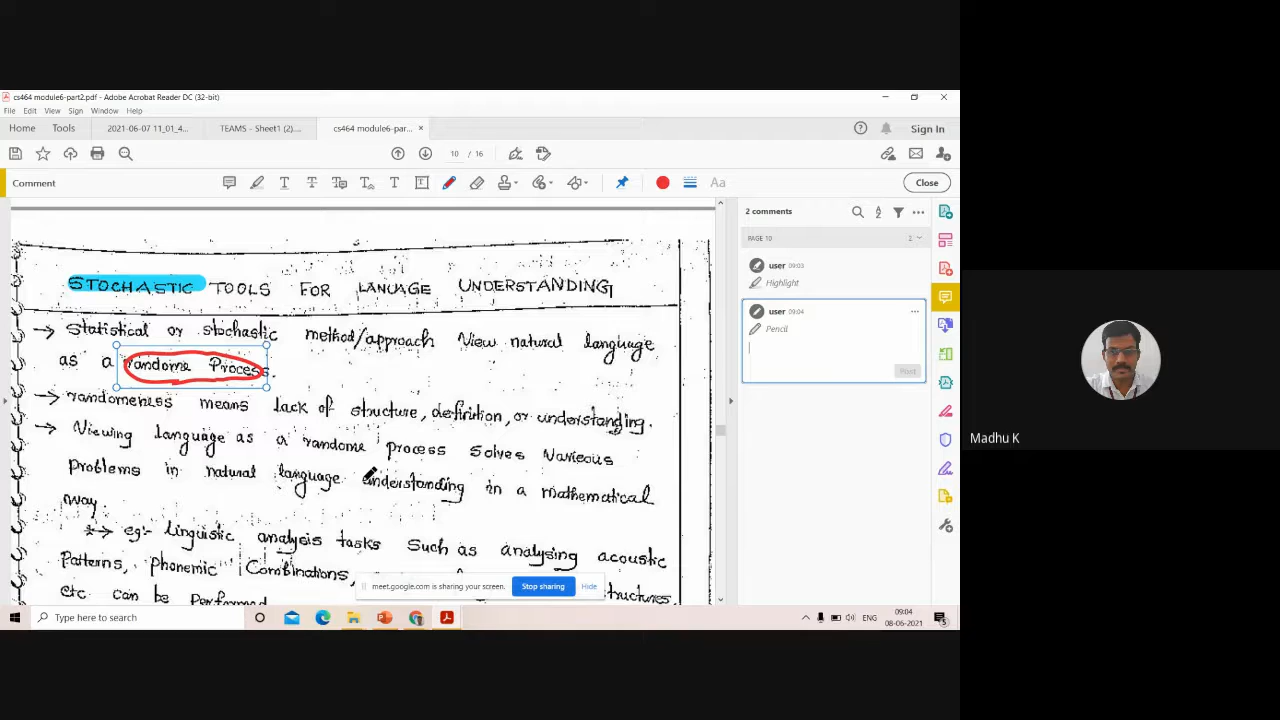 cs464 module6-part2.pdf - Adobe Acrobat Reader DC (32-bit)
File Edit View Sign Window Help
Home Tools 2021-06-07 11_01_4... TEAMS - Sheet1 (2).... cs464 module6-par... × Sign In
10 / 16
Comment Aa Close
2 comments
PAGE 10 2
STOCHASTIC TOOLS FOR LANUAGE UNDERSTANDING
user 09:03
Highlight
user 09:04
Pencil
Post
→ Statistical or stochastic method/approach View natural language
as a randome Process.
→ randomeness means lack of structure, definition, or understanding.
→ Viewing language as a randome process solves Varieous
Problems in natural language understanding in a mathematical
way.
eg:- linguistic analysis tasks Such as analysing acoustic
Patterns, Phonemic Combinations,
etc can be Performed
meet.google.com is sharing your screen. Stop sharing Hide
Madhu K
Type here to search
ENG
09:04
08-06-2021
5